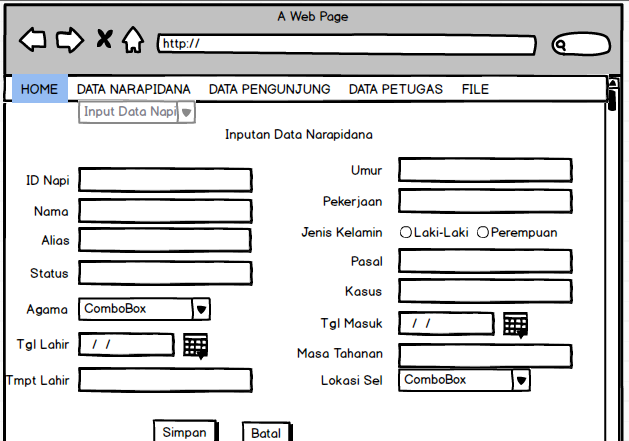 A Web Page
http://
HOME DATA NARAPIDANA DATA PENGUNJUNG DATA PETUGAS FILE
Input Data Napi
Inputan Data Narapidana
ID Napi
Nama
Alias
Status
Agama ComboBox
Tgl Lahir / /
Tmpt Lahir
Umur
Pekerjaan
Jenis Kelamin Laki-Laki Perempuan
Pasal
Kasus
Tgl Masuk / /
Masa Tahanan
Lokasi Sel ComboBox
Simpan Batal